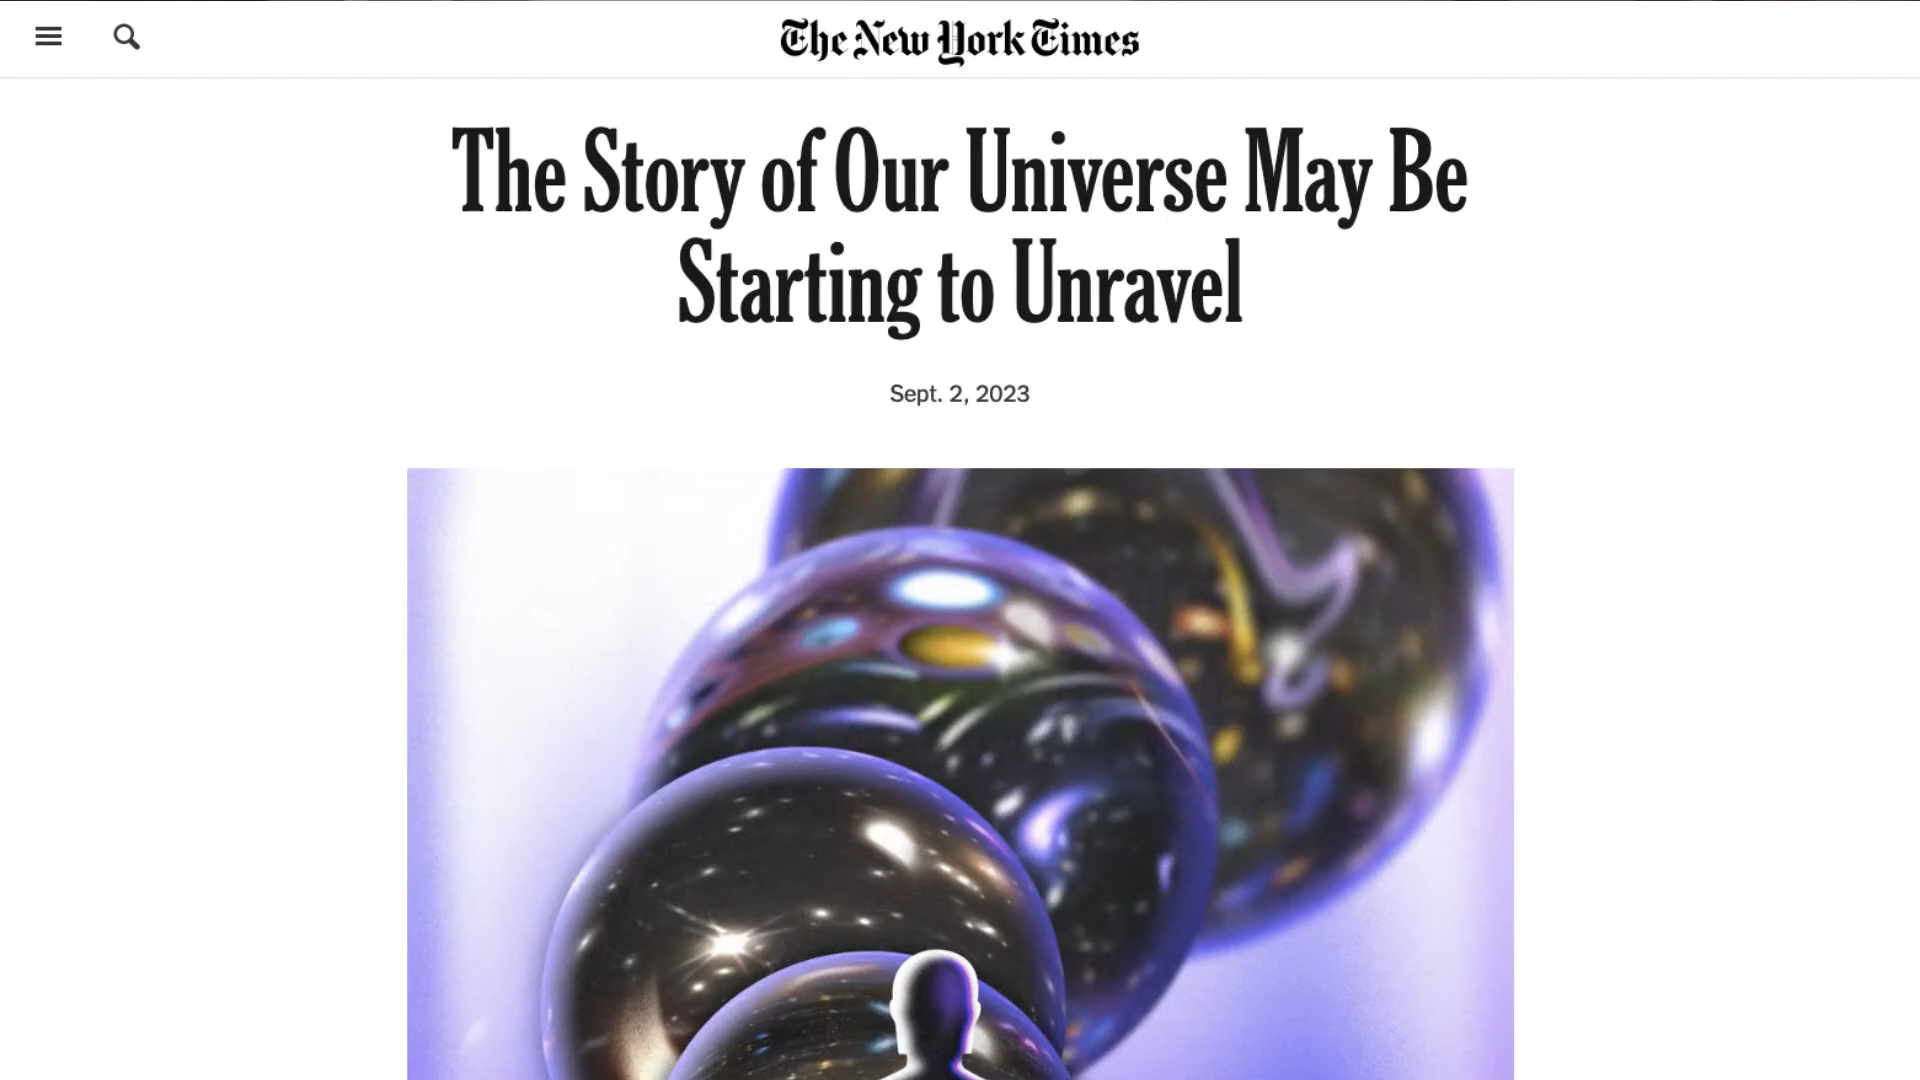 The New York Times
The Story of Our Universe May Be
Starting to Unravel
Sept. 2, 2023